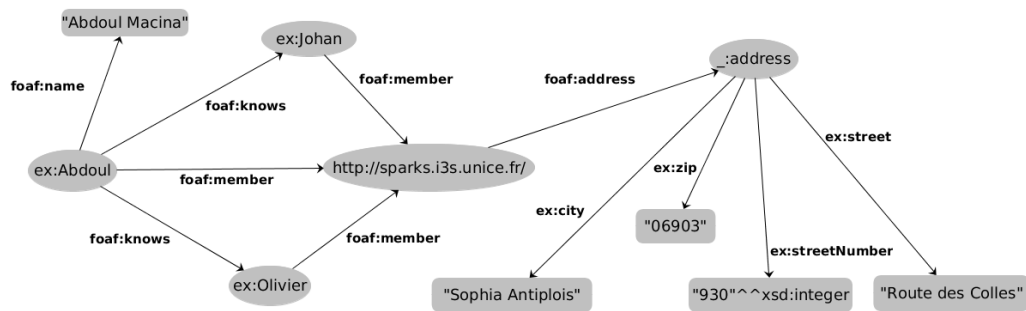 "Abdoul Macina"
ex:Johan
_:address
foaf:name
foaf:member
foaf:address
foaf:knows
ex:street
ex:Abdoul
http://sparks.i3s.unice.fr/
foaf:member
ex:zip
ex:city
"06903"
foaf:knows
foaf:member
ex:streetNumber
ex:Olivier
"Sophia Antiplois"
"930"^^xsd:integer
"Route des Colles"